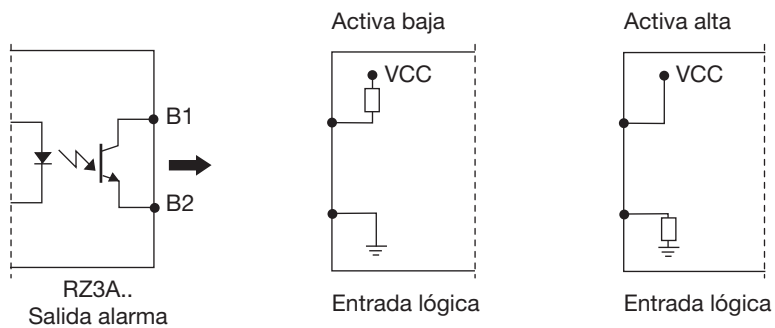 Activa baja
Activa alta
VCC
VCC
B1
B2
RZ3A..
Salida alarma
Entrada lógica
Entrada lógica